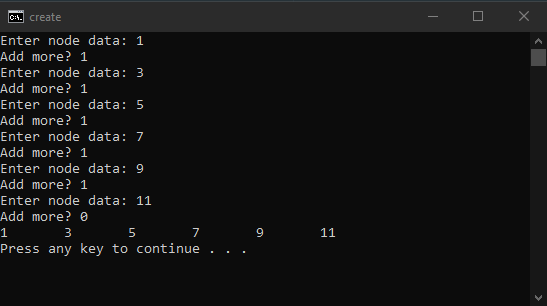 create
Enter node data: 1
Add more? 1
Enter node data: 3
Add more? 1
Enter node data: 5
Add more? 1
Enter node data: 7
Add more? 1
Enter node data: 9
Add more? 1
Enter node data: 11
Add more? 0
1       3       5       7       9       11
Press any key to continue . . .